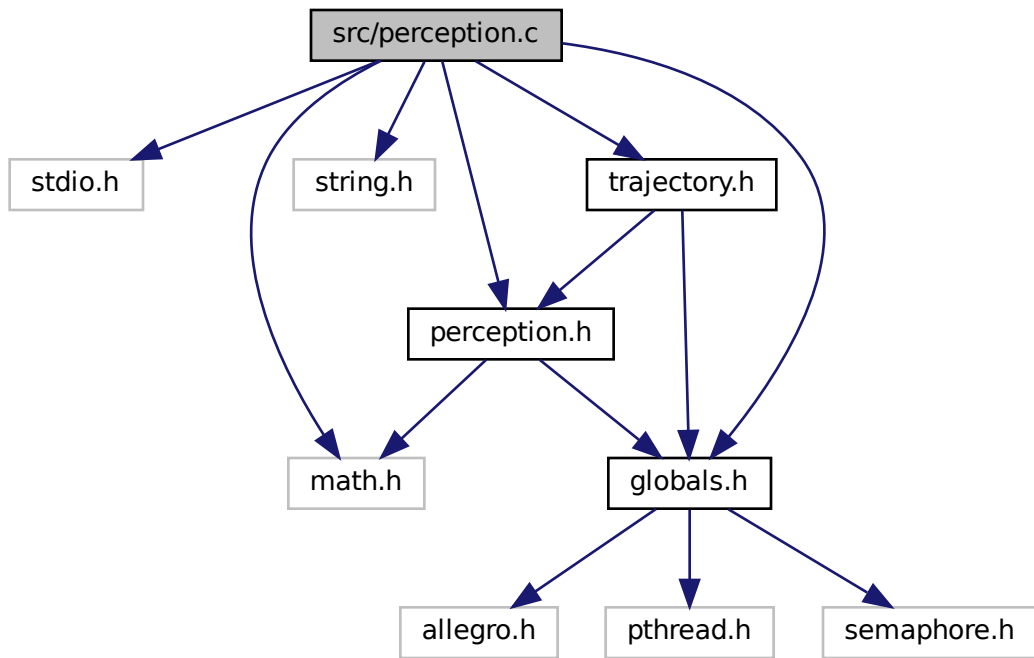 src/perception.c
stdio.h
string.h
trajectory.h
perception.h
math.h
globals.h
allegro.h
pthread.h
semaphore.h